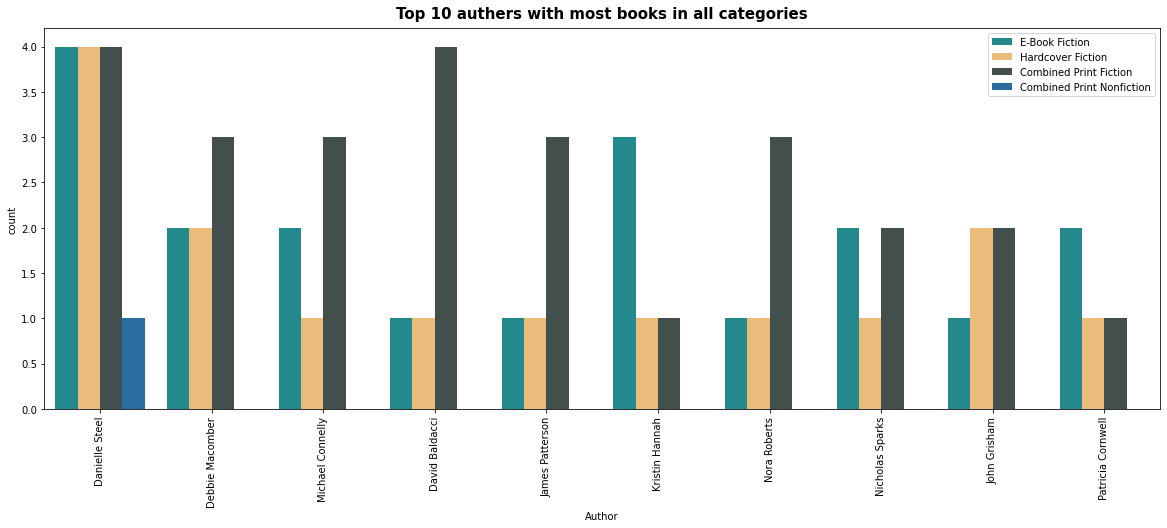 Top 10 authers with most books in all categories
E-Book Fiction
Hardcover Fiction
Combined Print Fiction
Combined Print Nonfiction
4.0
3.5
3.0
2.5
2.0
1.5
1.0
0.5
0.0
count
Danielle Steel
Debbie Macomber
Michael Connelly
David Baldacci
James Patterson
Kristin Hannah
Nora Roberts
Nicholas Sparks
John Grisham
Patricia Cornwell
Author